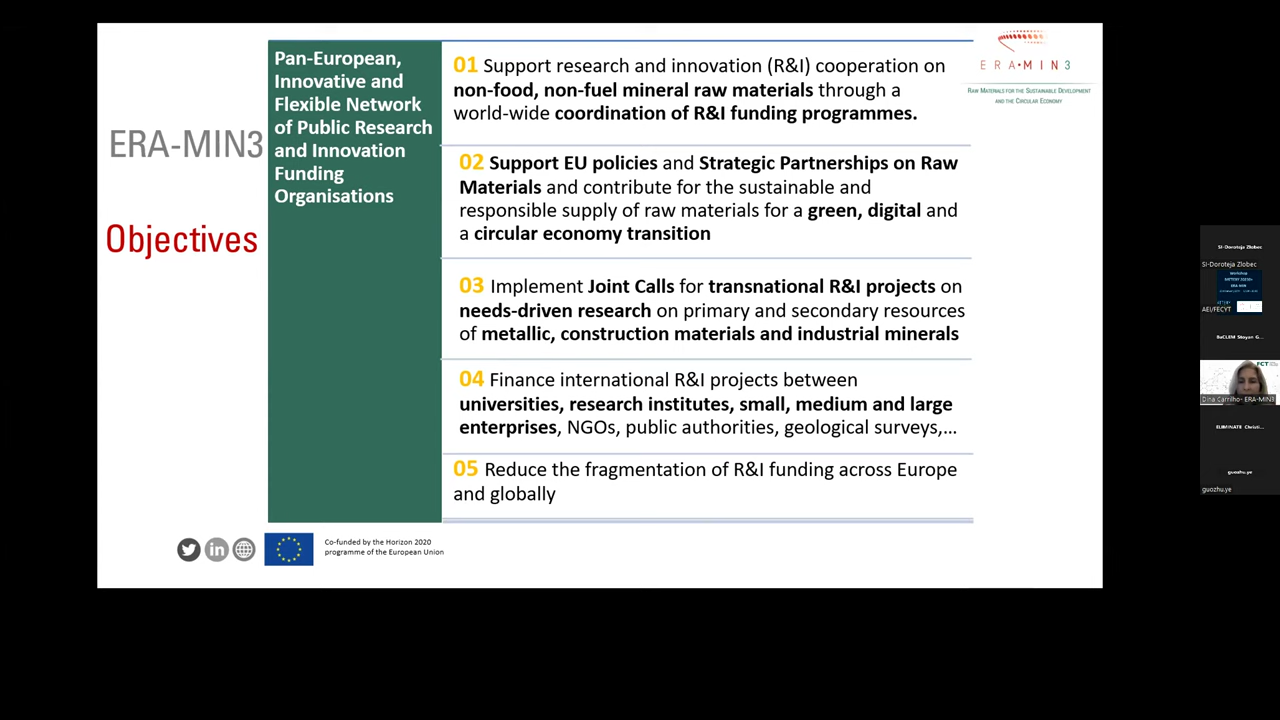 ERA-MIN3
Objectives
Pan-European,
Innovative and
Flexible Network
of Public Research
and Innovation
Funding
Organisations
01 Support research and innovation (R&I) cooperation on
non-food, non-fuel mineral raw materials through a
world-wide coordination of R&I funding programmes.
02 Support EU policies and Strategic Partnerships on Raw
Materials and contribute for the sustainable and
responsible supply of raw materials for a green, digital and
a circular economy transition
03 Implement Joint Calls for transnational R&I projects on
needs-driven research on primary and secondary resources
of metallic, construction materials and industrial minerals
04 Finance international R&I projects between
universities, research institutes, small, medium and large
enterprises, NGOs, public authorities, geological surveys,...
05 Reduce the fragmentation of R&I funding across Europe
and globally
ERA•MIN3
Raw Materials for the Sustainable Development
and the Circular Economy
in
Co-funded by the Horizon 2020
programme of the European Union
SI-Doroteja Zlobec
SI-Doroteja Zlobec
Workshop
ERA MIN
AEI/FECYT
BaCLEM Stoyan G...
FCT
Dina Carrilho- ERA-MIN3
ELIMINATE Christi...
guozhu.ye
guozhu.ye